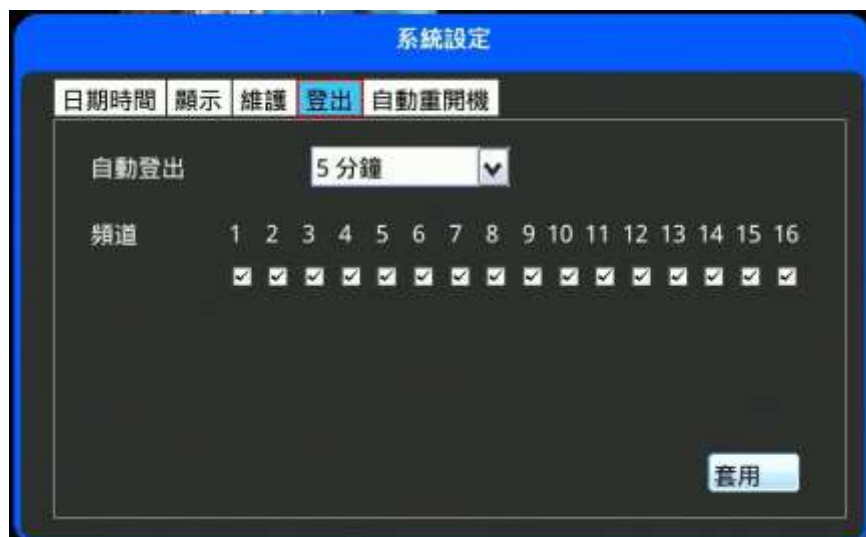 系統設定
日期時間 顯示 維護 登出 自動重開機
自動登出 5 分鐘
頻道 1 2 3 4 5 6 7 8 9 10 11 12 13 14 15 16
套用